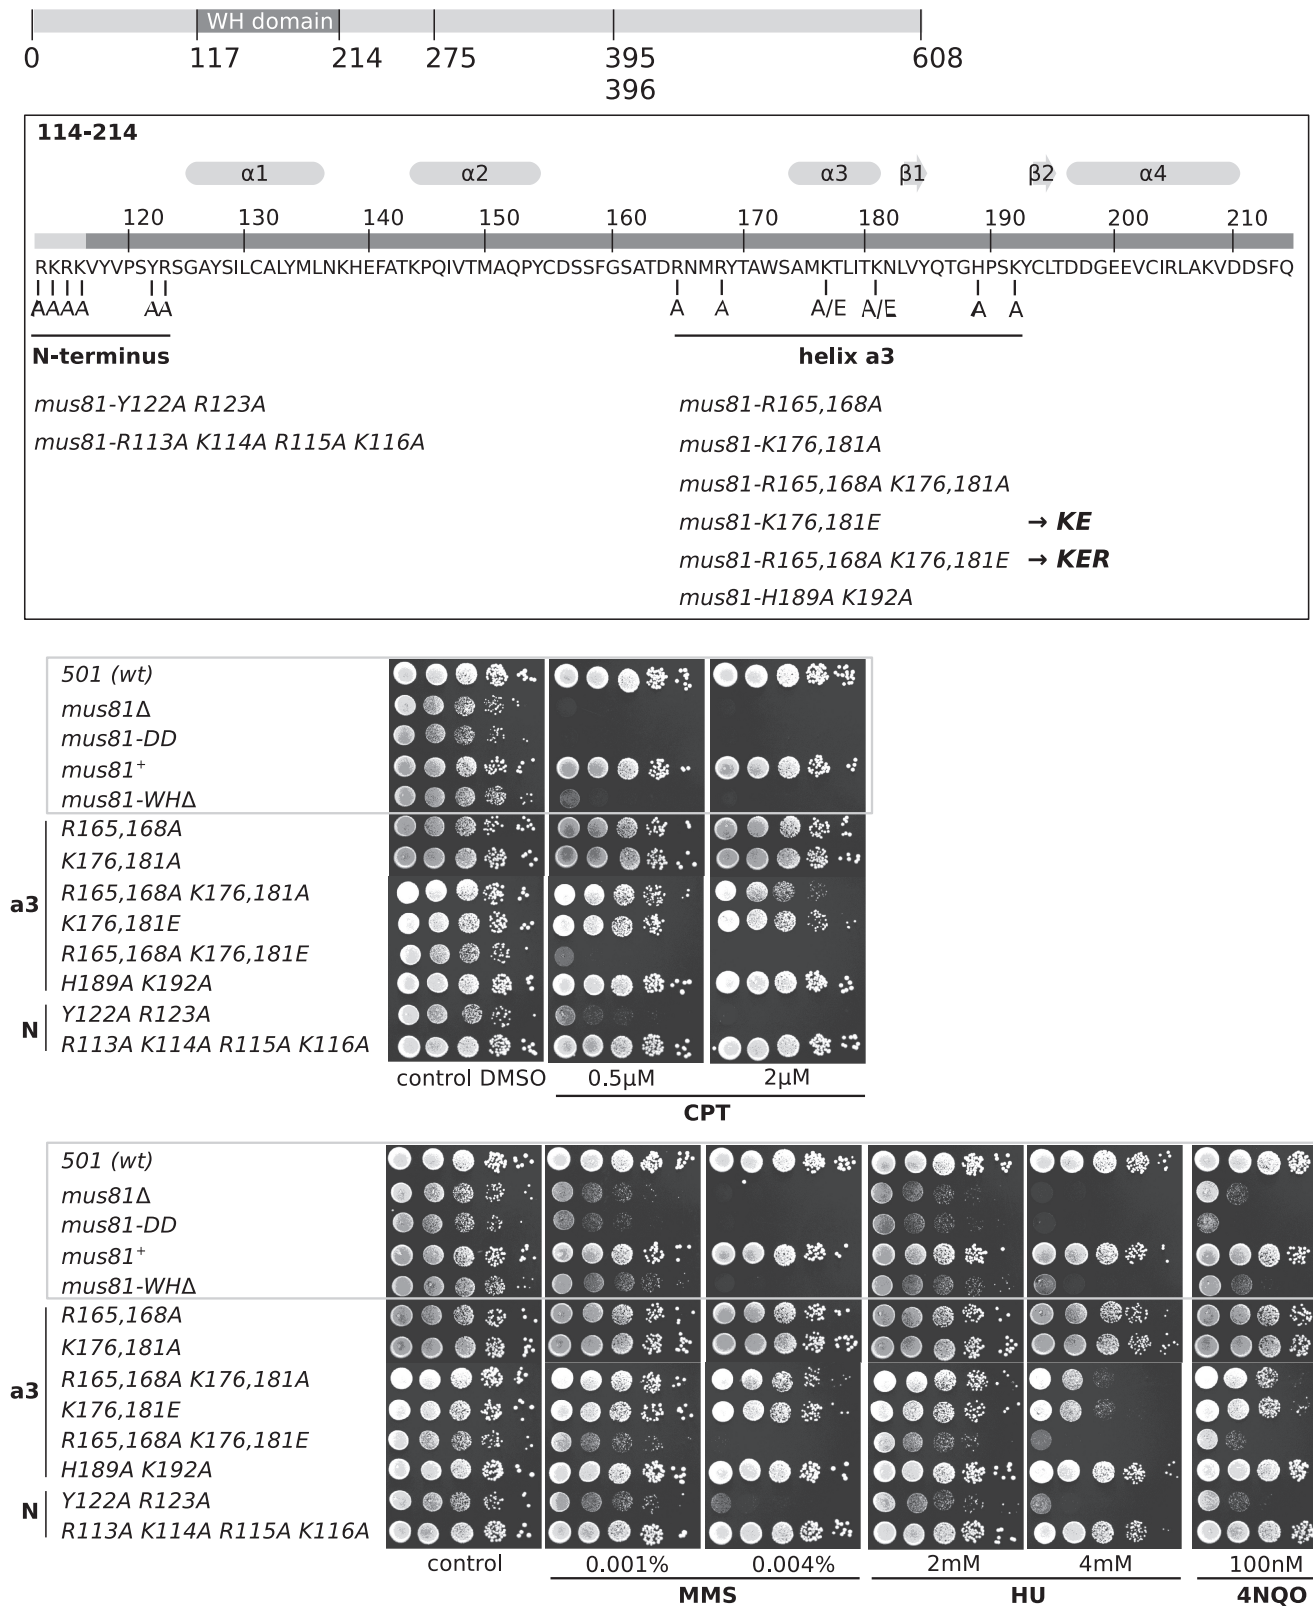 WH domain
0 117 214 275 395 608
396
114-214
α1 α2 α3 β1 β2 α4
120 130 140 150 160 170 180 190 200 210
RKRKVYVPSYRSGAYSILCALYMLNKHEFATKPQIVTMAQPYCDSSFGSATDRNMRYTAWSAMKTLITKNLVYQTGHPSKYCLTDDGEEVCIRLAKVDDSFQ
AAAA AA A A A/E A/E A A
N-terminus helix a3
mus81-Y122A R123A mus81-R165,168A
mus81-R113A K114A R115A K116A mus81-K176,181A
mus81-R165,168A K176,181A
mus81-K176,181E → KE
mus81-R165,168A K176,181E → KER
mus81-H189A K192A
501 (wt)
mus81Δ
mus81-DD
mus81+
mus81-WHΔ
R165,168A
K176,181A
R165,168A K176,181A
a3
K176,181E
R165,168A K176,181E
H189A K192A
Y122A R123A
N
R113A K114A R115A K116A
control DMSO 0.5μM 2μM
CPT
501 (wt)
mus81Δ
mus81-DD
mus81+
mus81-WHΔ
R165,168A
K176,181A
R165,168A K176,181A
a3
K176,181E
R165,168A K176,181E
H189A K192A
Y122A R123A
N
R113A K114A R115A K116A
control 0.001% 0.004% 2mM 4mM 100nM
MMS HU 4NQO